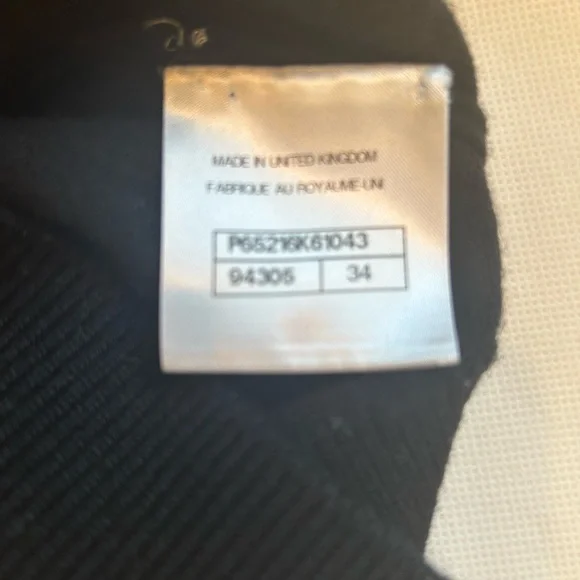 MADE IN UNITED KINGDOM
FABRIQUE AU ROYAUME-UNI
P65216K61043
94305 34